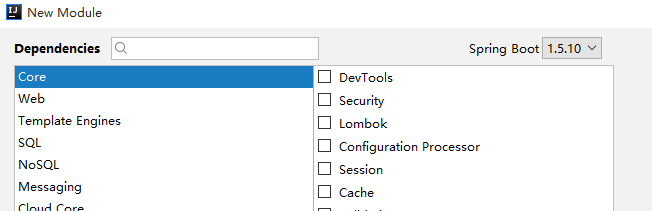 New Module
Dependencies
Spring Boot 1.5.10
Core
Web
Template Engines
SQL
NoSQL
Messaging
Cloud Core
DevTools
Security
Lombok
Configuration Processor
Session
Cache